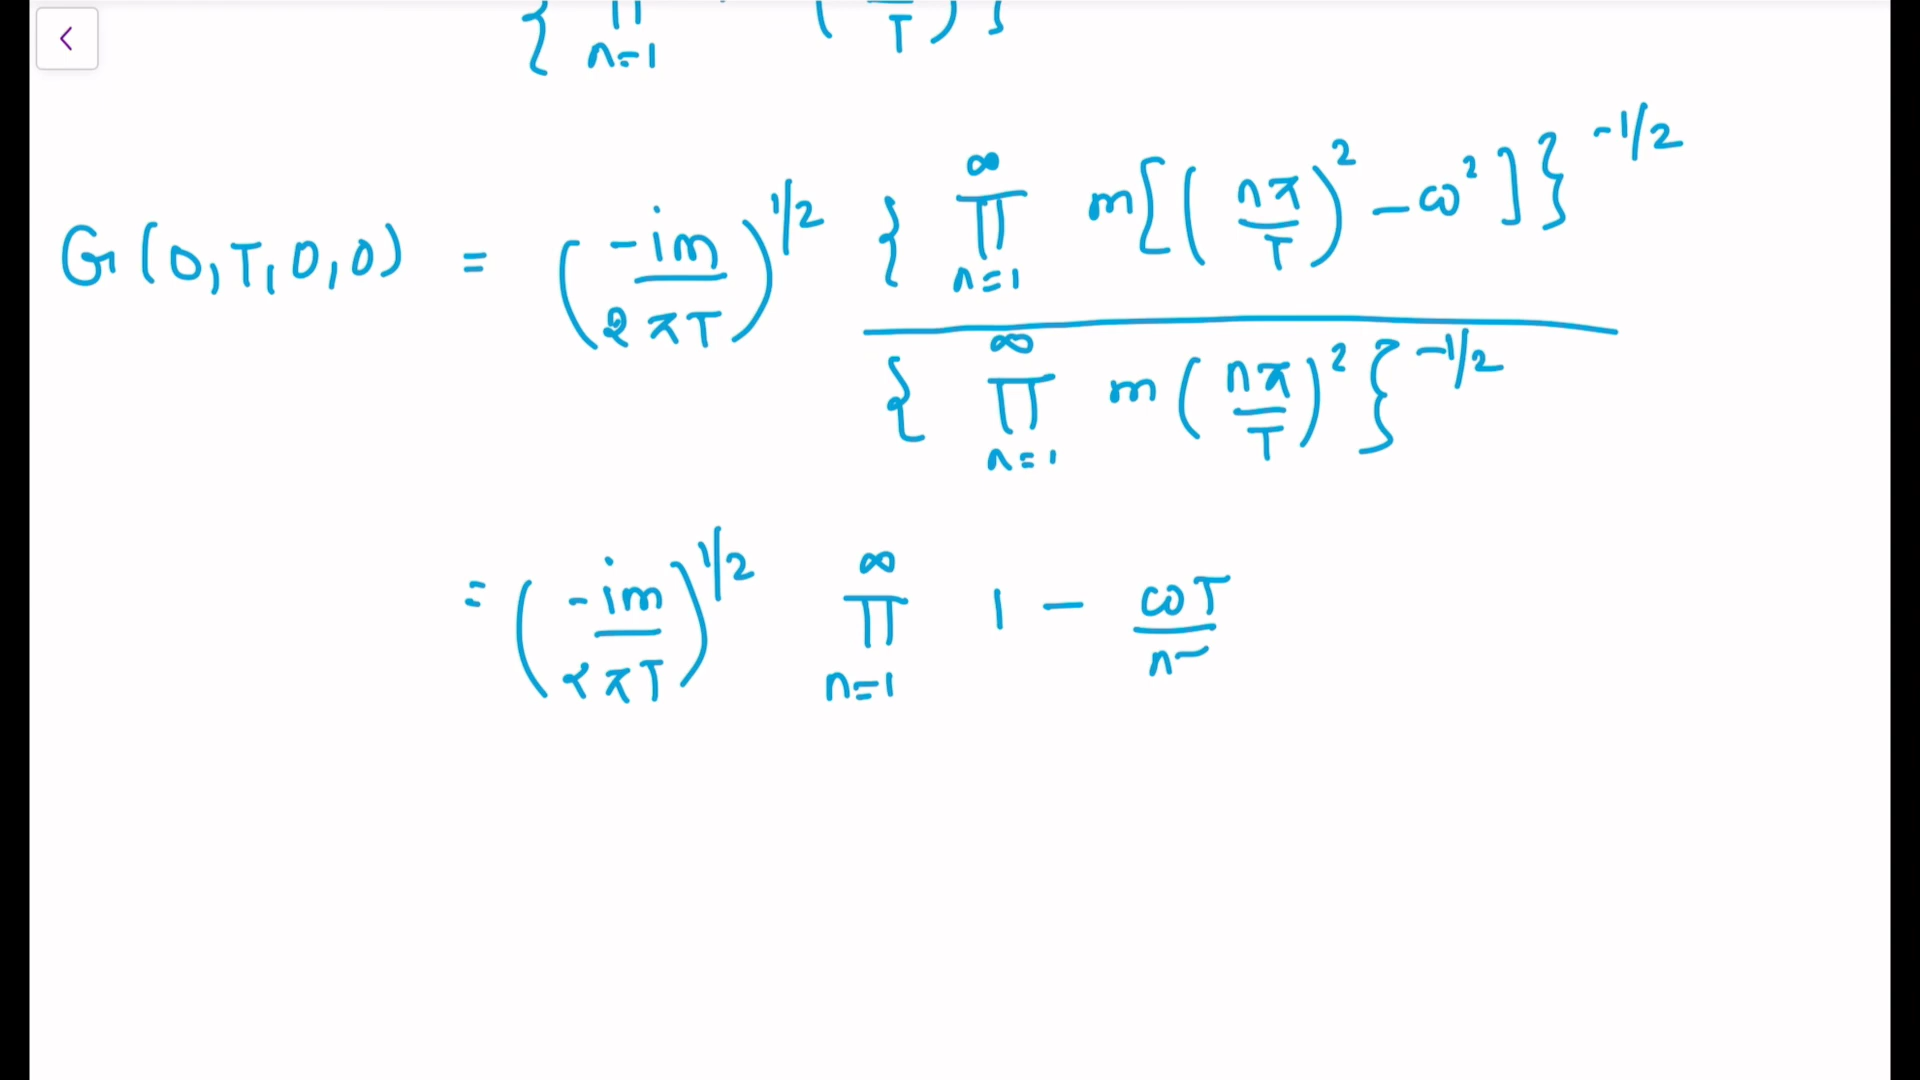 { ∏ n=1 ( T ) }
G(0,T,0,0) = (-im / 2πT)^1/2 { ∏ n=1 ∞ m[(nπ/T)^2 - ω^2] }^-1/2 / { ∏ n=1 ∞ m(nπ/T)^2 }^-1/2
= (-im / 2πT)^1/2 ∏ n=1 ∞ 1 - ωT / n